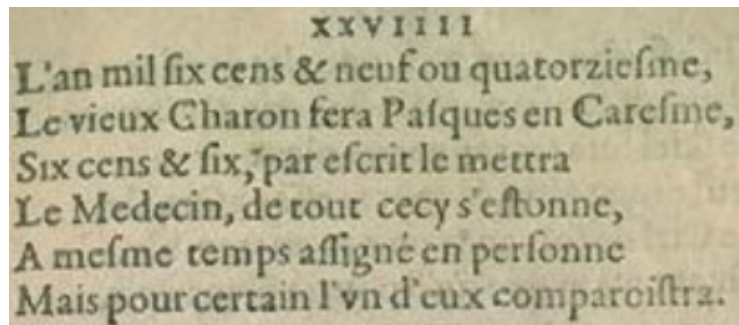 XXVIIII
L'an mil ſix cens & neuf ou quatorzieſme,
Le vieux Charon fera Paſques en Careſme,
Six cens & ſix, par eſcrit le mettra
Le Medecin, de tout cecy s'eſtonne,
A meſme temps aſſigné en perſonne
Mais pour certain l'vn d'eux comparoiſtra.